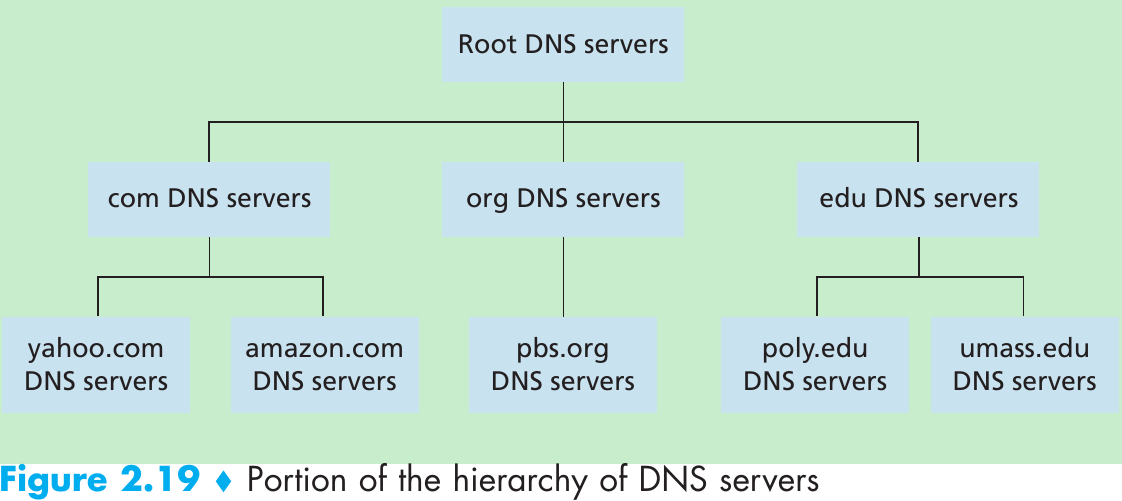 Root DNS servers
com DNS servers
org DNS servers
edu DNS servers
yahoo.com
DNS servers
amazon.com
DNS servers
pbs.org
DNS servers
poly.edu
DNS servers
umass.edu
DNS servers
Figure 2.19 ♦ Portion of the hierarchy of DNS servers